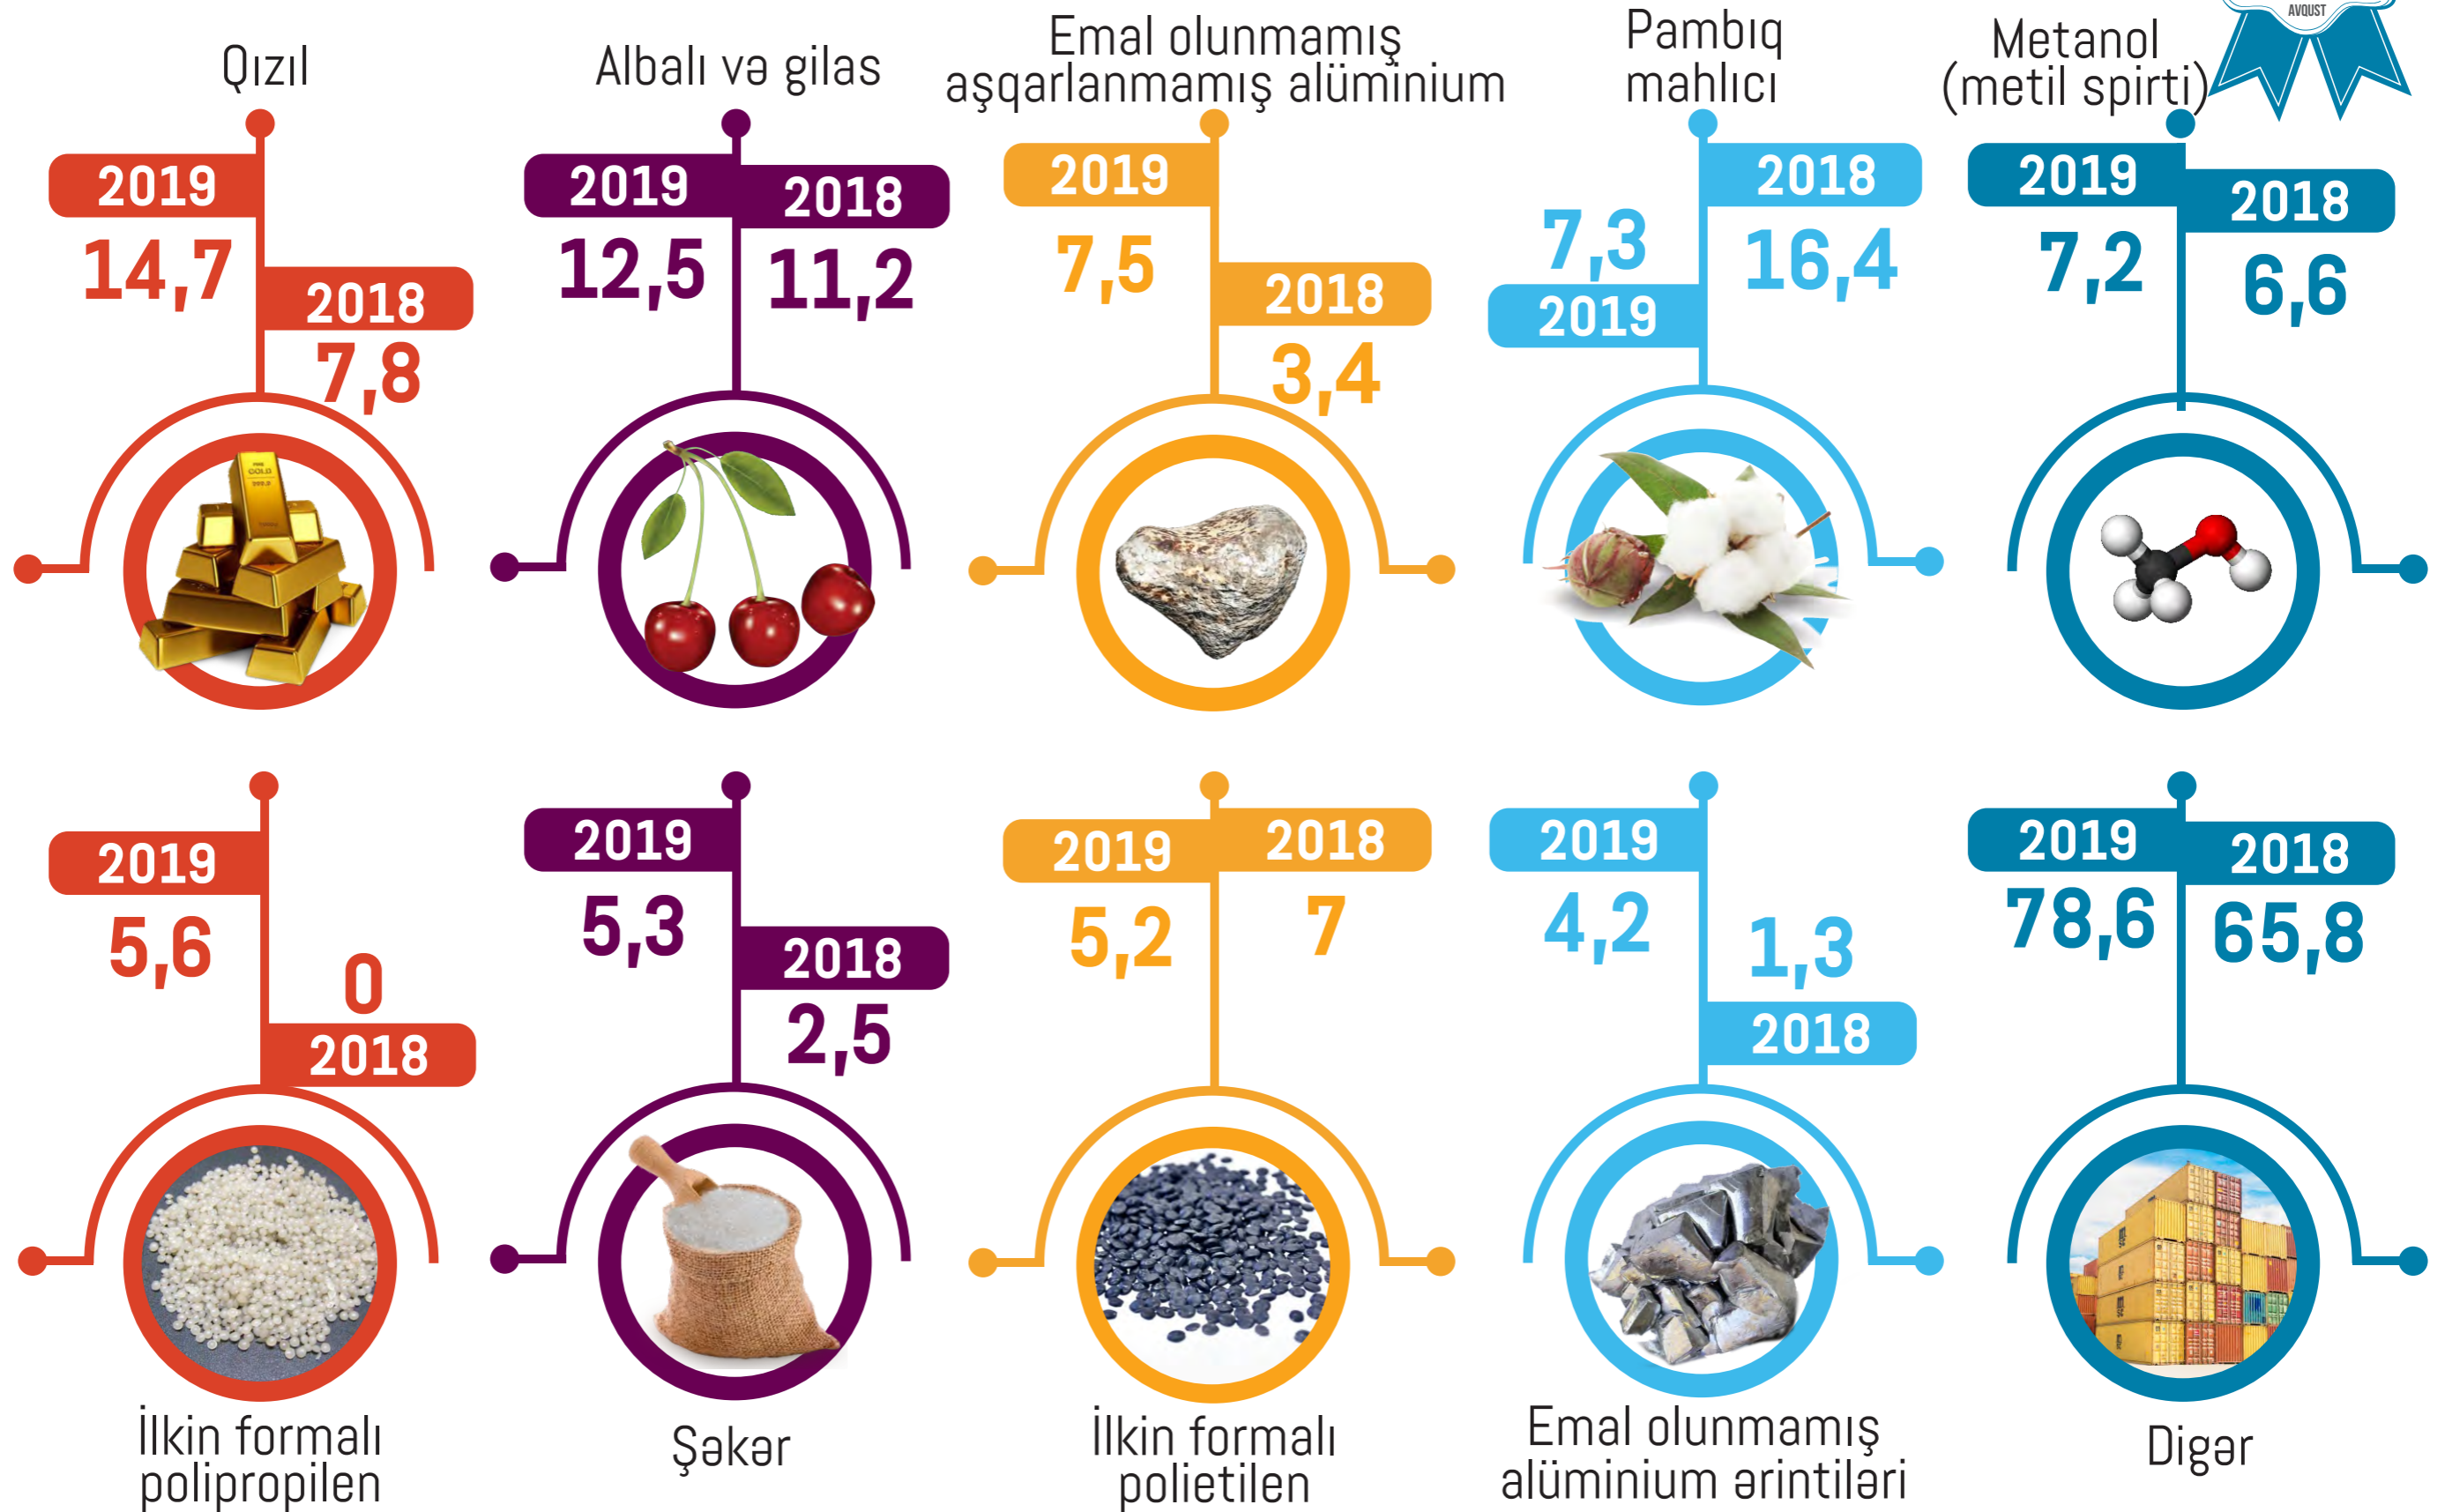 AVQUST
Qızıl
2019
14,7
2018
7,8
Albalı və gilas
2019
12,5
2018
11,2
Emal olunmamış
aşqarlanmamış alüminium
2019
7,5
2018
3,4
Pambıq
mahlıcı
2018
16,4
7,3
2019
Metanol
(metil spirti)
2019
7,2
2018
6,6
2019
5,6
0
2018
İlkin formalı
polipropilen
2019
5,3
2018
2,5
Şəkər
2019
5,2
2018
7
İlkin formalı
polietilen
2019
4,2
1,3
2018
Emal olunmamış
alüminium ərintiləri
2019
78,6
2018
65,8
Digər